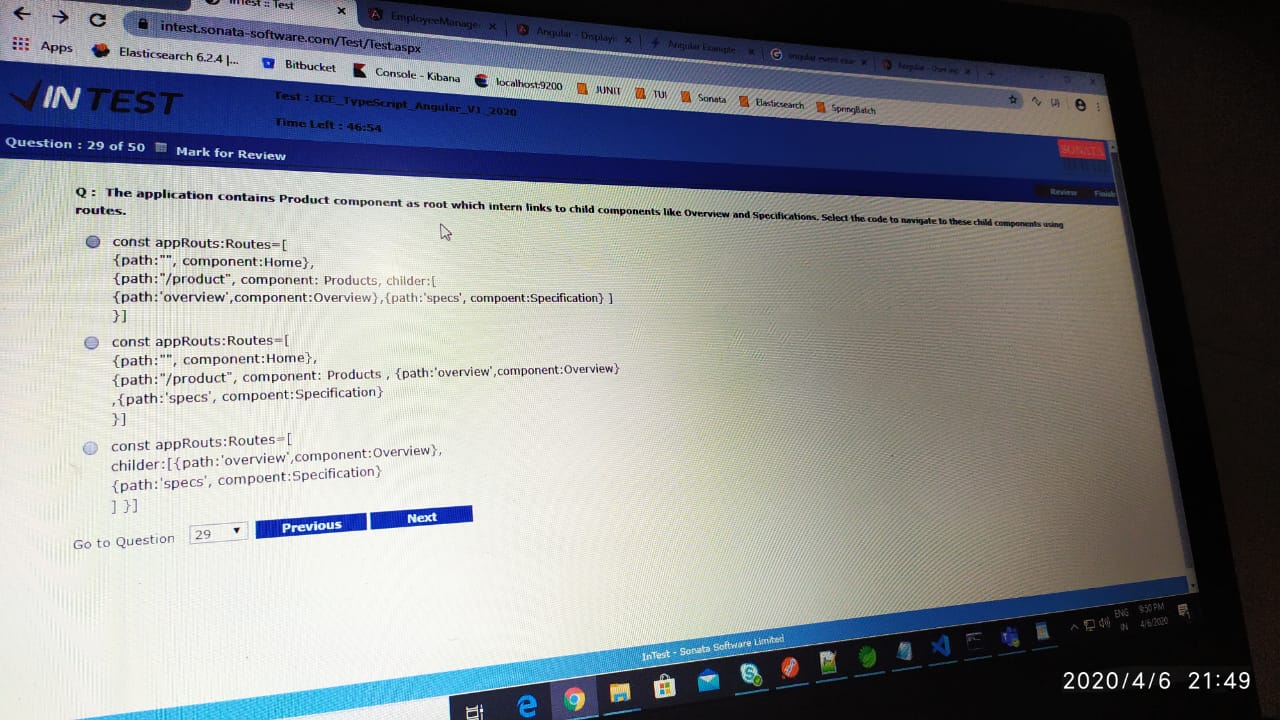 InTest :: Test
EmployeeManage
Angular - Display
Angular Example
intest.sonata-software.com/Test/Test.aspx
Apps
Elasticsearch 6.2.4 |...
Bitbucket
Console - Kibana
localhost:9200
JUNIT
TUI
Sonata
Elasticsearch
SpringBatch
INTEST
Test : ICE_TypeScript_Angular_V1_2020
Time Left : 46:54
SONATA
Question : 29 of 50 Mark for Review
Review Finish
Q : The application contains Product component as root which intern links to child components like Overview and Specifications. Select the code to navigate to these child components using
routes.
const appRouts:Routes=[
{path:"", component:Home},
{path:"/product", component: Products, childer:[
{path:'overview',component:Overview},{path:'specs', compoent:Specification} ]
}]
const appRouts:Routes=[
{path:"", component:Home},
{path:"/product", component: Products , {path:'overview',component:Overview}
,{path:'specs', compoent:Specification}
}]
const appRouts:Routes=[
childer:[{path:'overview',component:Overview},
{path:'specs', compoent:Specification}
] }]
Go to Question 29 Previous Next
InTest - Sonata Software Limited
ENG
IN
9:50 PM
4/6/2020
2020/4/6 21:49